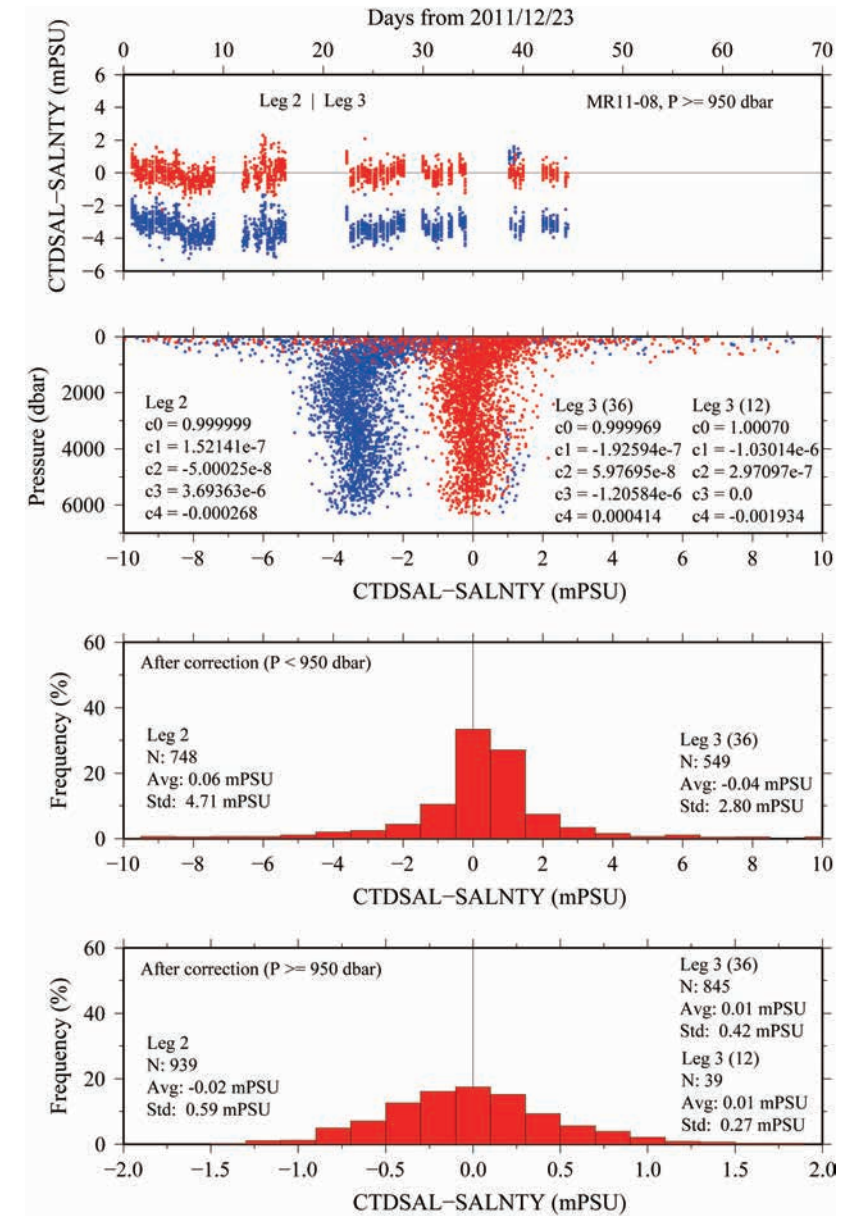 Days from 2011/12/23
0 10 20 30 40 50 60 70
CTDSAL−SALNTY (mPSU)
6
4
2
0
−2
−4
−6
Leg 2 | Leg 3
MR11-08, P >= 950 dbar
Pressure (dbar)
0
2000
4000
6000
Leg 2
c0 = 0.999999
c1 = 1.52141e-7
c2 = -5.00025e-8
c3 = 3.69363e-6
c4 = -0.000268
Leg 3 (36)
c0 = 0.999969
c1 = -1.92594e-7
c2 = 5.97695e-8
c3 = -1.20584e-6
c4 = 0.000414
Leg 3 (12)
c0 = 1.00070
c1 = -1.03014e-6
c2 = 2.97097e-7
c3 = 0.0
c4 = -0.001934
−10 −8 −6 −4 −2 0 2 4 6 8 10
CTDSAL−SALNTY (mPSU)
Frequency (%)
60
40
20
0
After correction (P < 950 dbar)
Leg 2
N: 748
Avg: 0.06 mPSU
Std: 4.71 mPSU
Leg 3 (36)
N: 549
Avg: -0.04 mPSU
Std: 2.80 mPSU
−10 −8 −6 −4 −2 0 2 4 6 8 10
CTDSAL−SALNTY (mPSU)
Frequency (%)
60
40
20
0
After correction (P >= 950 dbar)
Leg 2
N: 939
Avg: -0.02 mPSU
Std: 0.59 mPSU
Leg 3 (36)
N: 845
Avg: 0.01 mPSU
Std: 0.42 mPSU
Leg 3 (12)
N: 39
Avg: 0.01 mPSU
Std: 0.27 mPSU
−2.0 −1.5 −1.0 −0.5 0.0 0.5 1.0 1.5 2.0
CTDSAL−SALNTY (mPSU)